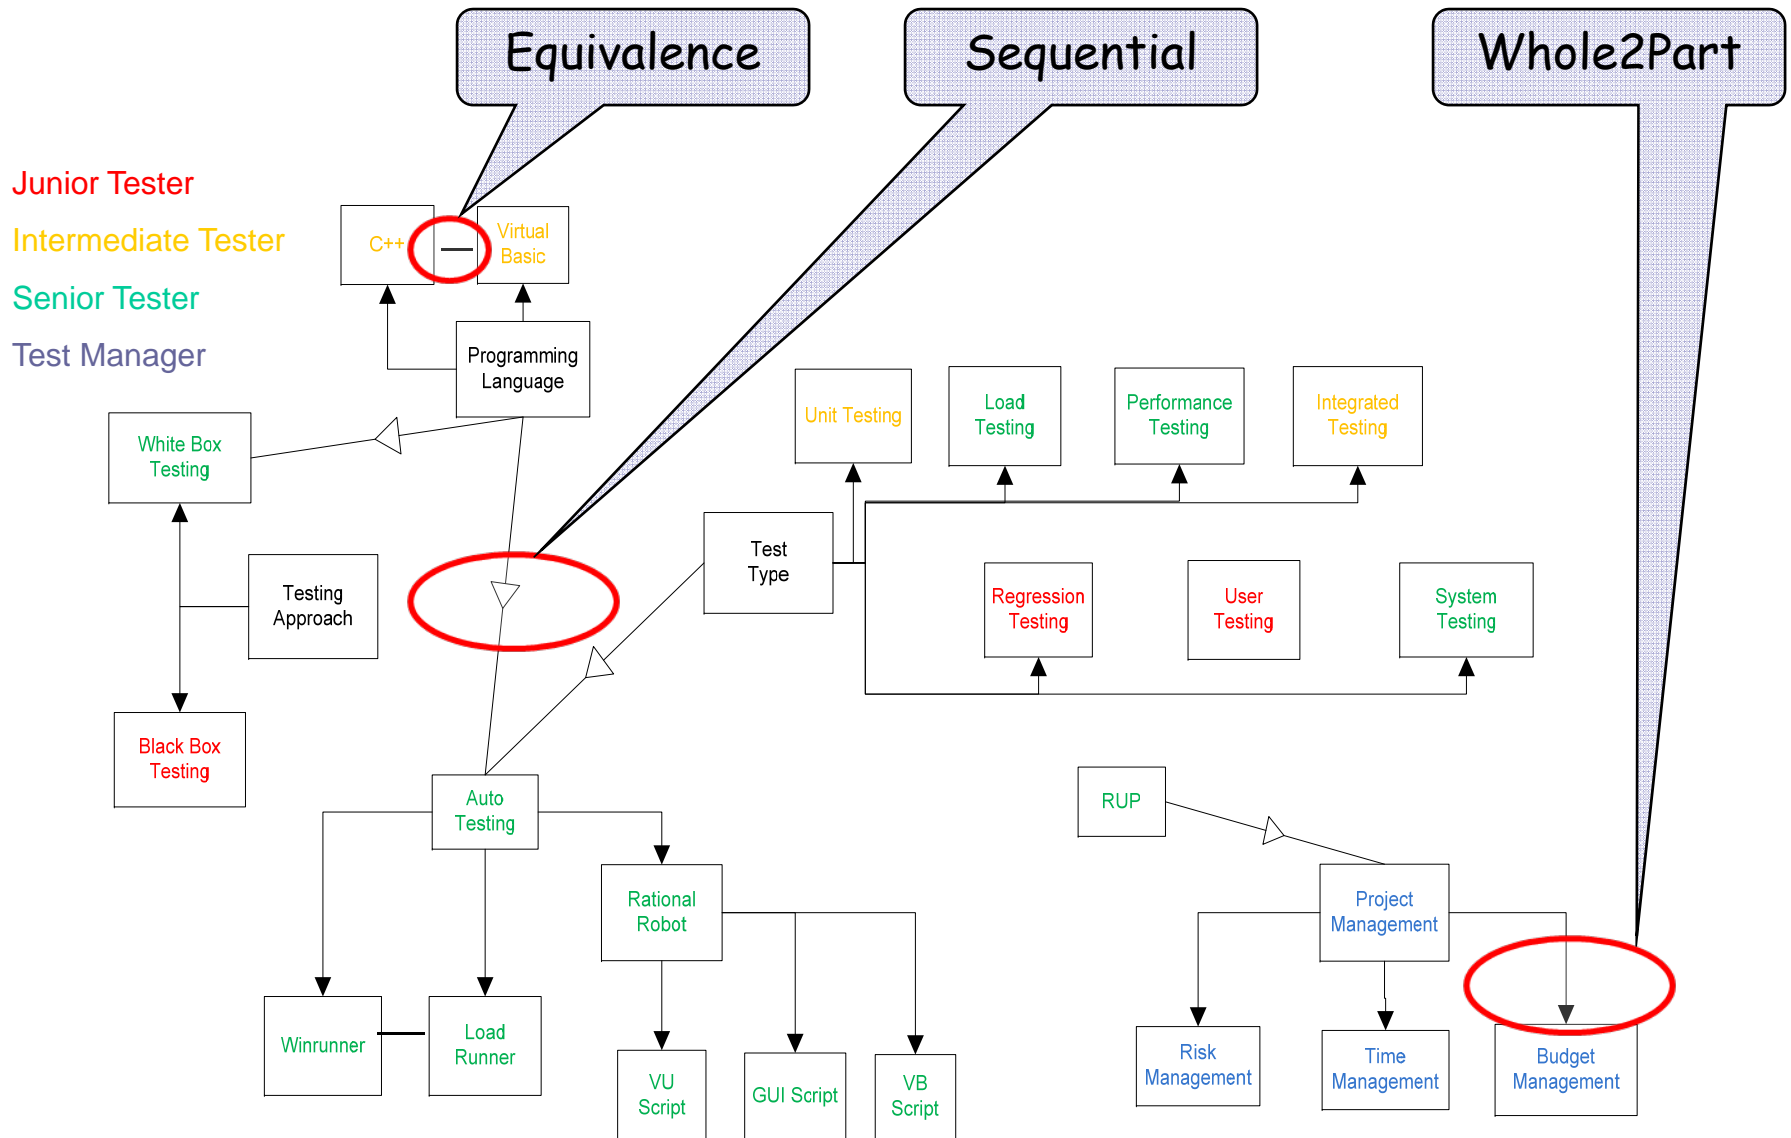 Equivalence
Sequential
Whole2Part
Junior Tester
Intermediate Tester
Senior Tester
Test Manager
C++
Virtual
Basic
Programming
Language
White Box
Testing
Testing
Approach
Black Box
Testing
Unit Testing
Load
Testing
Performance
Testing
Integrated
Testing
Test
Type
Regression
Testing
User
Testing
System
Testing
Auto
Testing
Rational
Robot
Winrunner
Load
Runner
VU
Script
GUI Script
VB
Script
RUP
Project
Management
Risk
Management
Time
Management
Budget
Management